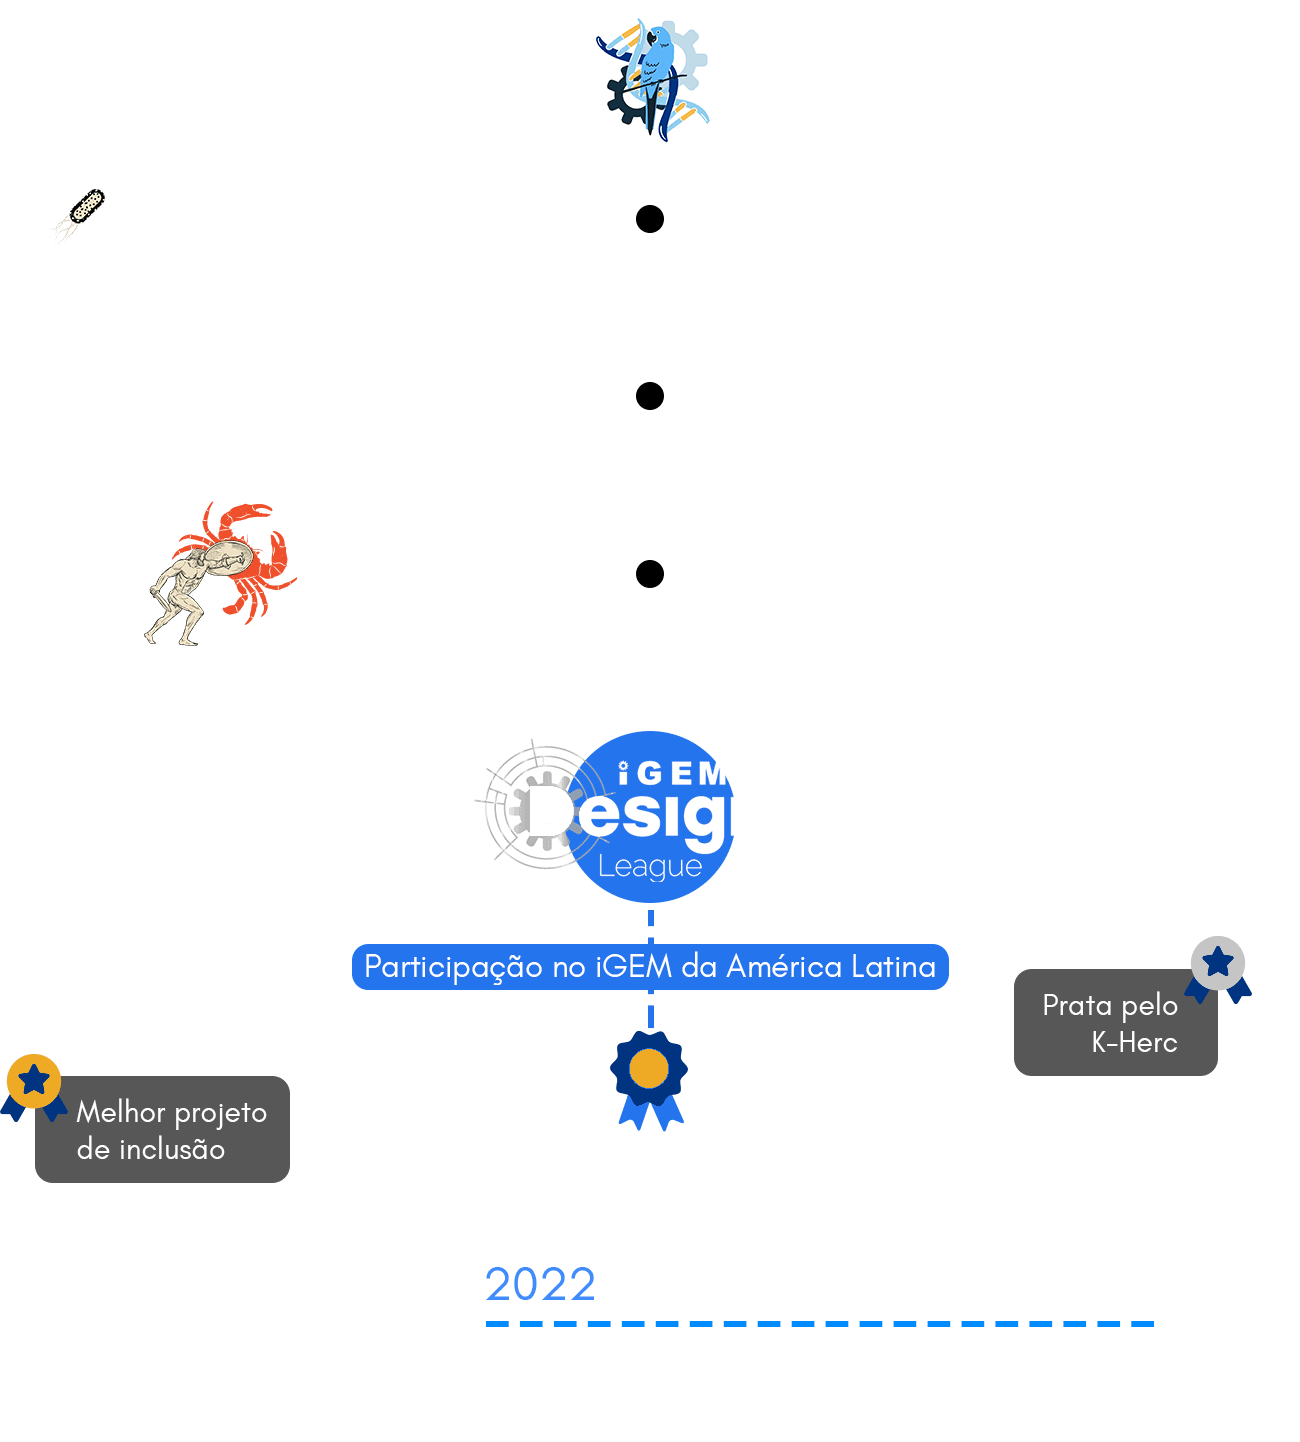 iGEM
Desig
League
Participação no iGEM da América Latina
Prata pelo
K-Herc
Melhor projeto
de inclusão
2022